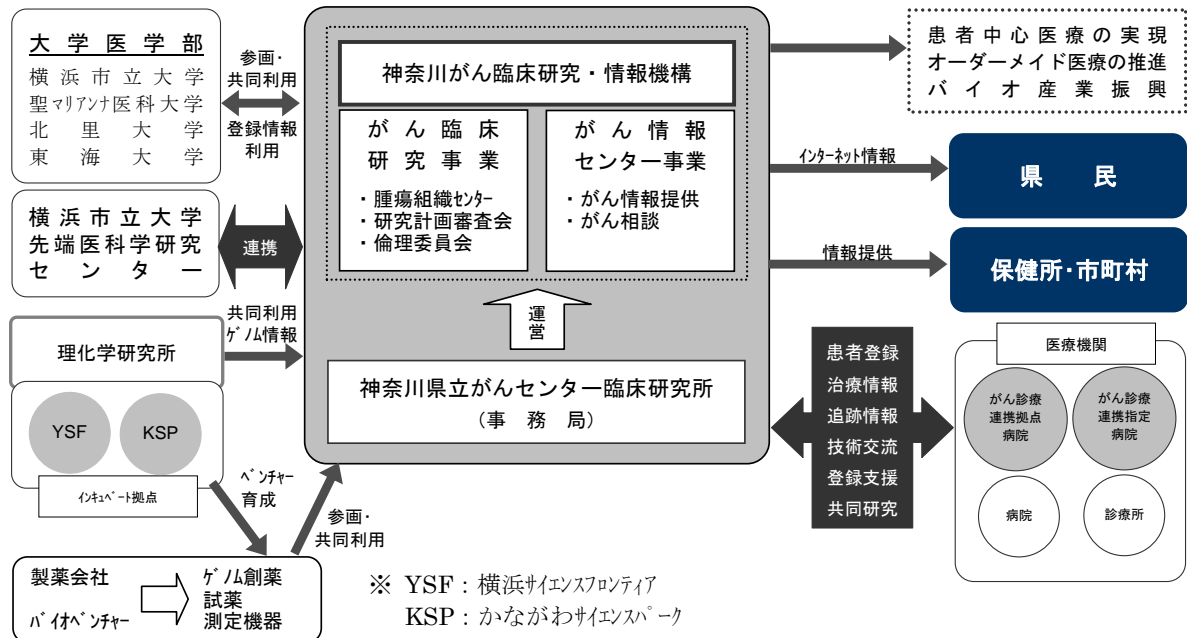 大学医学部
横浜市立大学
聖マリアンナ医科大学
北里大学
東海大学
参画・
共同利用
登録情報
利用
横浜市立大学
先端医科学研究
センター
連携
共同利用
ゲノム情報
理化学研究所
YSF
KSP
インキュベート拠点
ベンチャー
育成
参画・
共同利用
製薬会社
バイオベンチャー
ゲノム創薬
試薬
測定機器
神奈川がん臨床研究・情報機構
がん臨床
研究事業
・腫瘍組織センター
・研究計画審査会
・倫理委員会
がん情報
センター事業
・がん情報提供
・がん相談
運営
神奈川県立がんセンター臨床研究所
(事務局)
患者中心医療の実現
オーダーメイド医療の推進
バイオ産業振興
インターネット情報
県民
情報提供
保健所・市町村
患者登録
治療情報
追跡情報
技術交流
登録支援
共同研究
医療機関
がん診療
連携拠点
病院
がん診療
連携指定
病院
病院
診療所
※ YSF:横浜サイエンスフロンティア
KSP:かながわサイエンスパーク